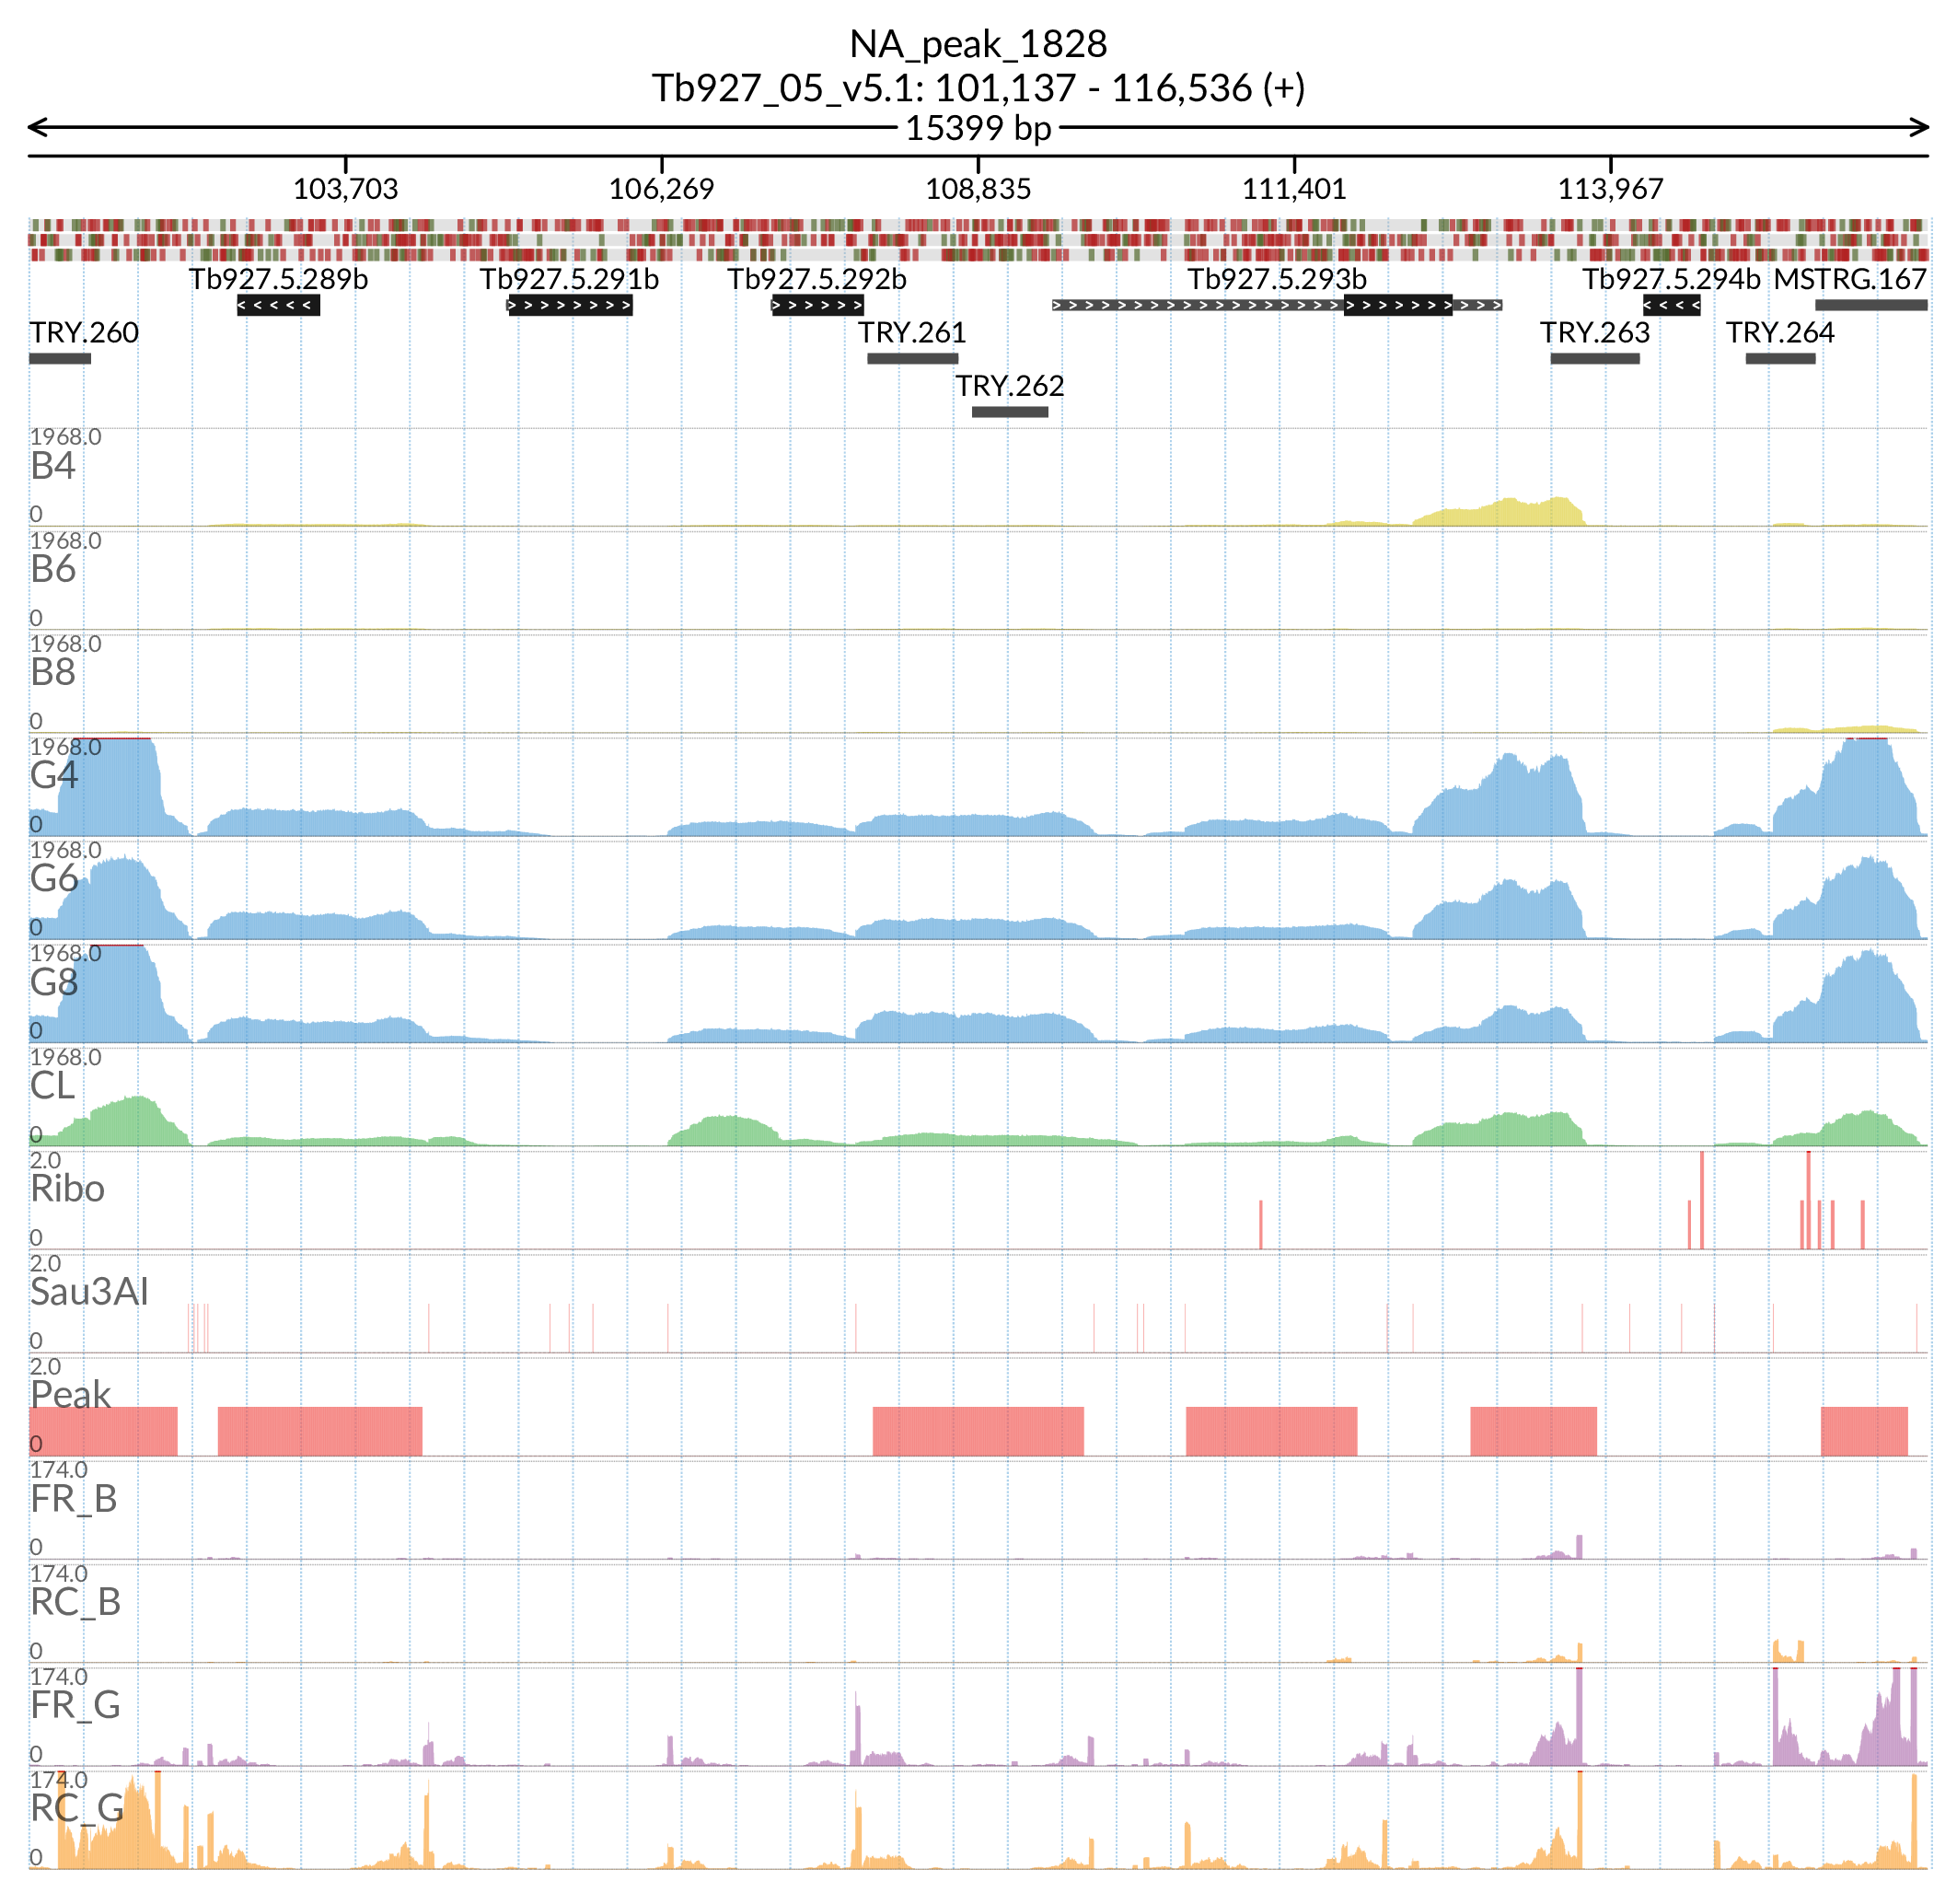 NA_peak_1828
Tb927_05_v5.1: 101,137 - 116,536 (+)
15399 bp
103,703 106,269 108,835 111,401 113,967
Tb927.5.289b Tb927.5.291b Tb927.5.292b Tb927.5.293b Tb927.5.294b MSTRG.167
TRY.260 TRY.261 TRY.263 TRY.264
TRY.262
1968.0
B4
0
1968.0
B6
0
1968.0
B8
0
1968.0
G4
0
1968.0
G6
0
1968.0
G8
0
1968.0
CL
0
2.0
Ribo
0
2.0
Sau3AI
0
2.0
Peak
0
174.0
FR_B
0
174.0
RC_B
0
174.0
FR_G
0
174.0
RC_G
0